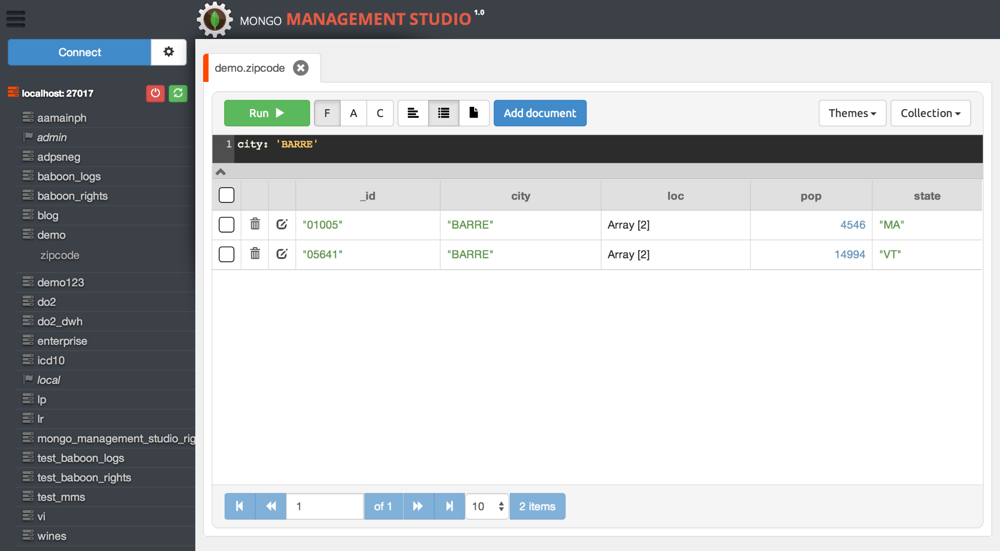 MONGO MANAGEMENT STUDIO 1.0
Connect
localhost: 27017
aamainph
admin
adpsneg
baboon_logs
baboon_rights
blog
demo
zipcode
demo123
do2
do2_dwh
enterprise
icd10
local
lp
lr
mongo_management_studio_rig
test_baboon_logs
test_baboon_rights
test_mms
vi
wines
demo.zipcode
Run F A C Add document Themes Collection
1 city: 'BARRE'
_id city loc pop state
"01005" "BARRE" Array [2] 4546 "MA"
"05641" "BARRE" Array [2] 14994 "VT"
1 of 1 10 2 items